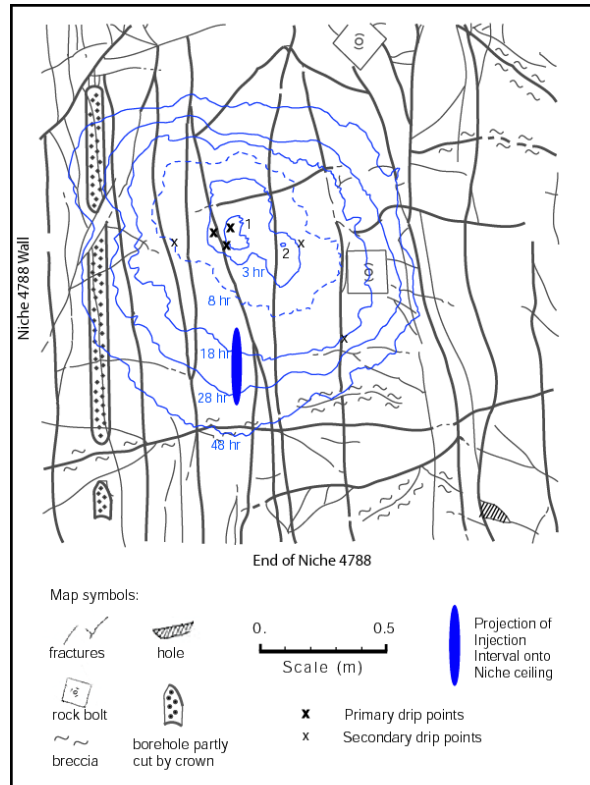 1
2
3 hr
8 hr
18 hr
28 hr
48 hr
Niche 4788 Wall
End of Niche 4788
Map symbols:
fractures
hole
rock bolt
breccia
borehole partly
cut by crown
0.
0.5
Scale (m)
x Primary drip points
x Secondary drip points
Projection of
Injection
Interval onto
Niche ceiling